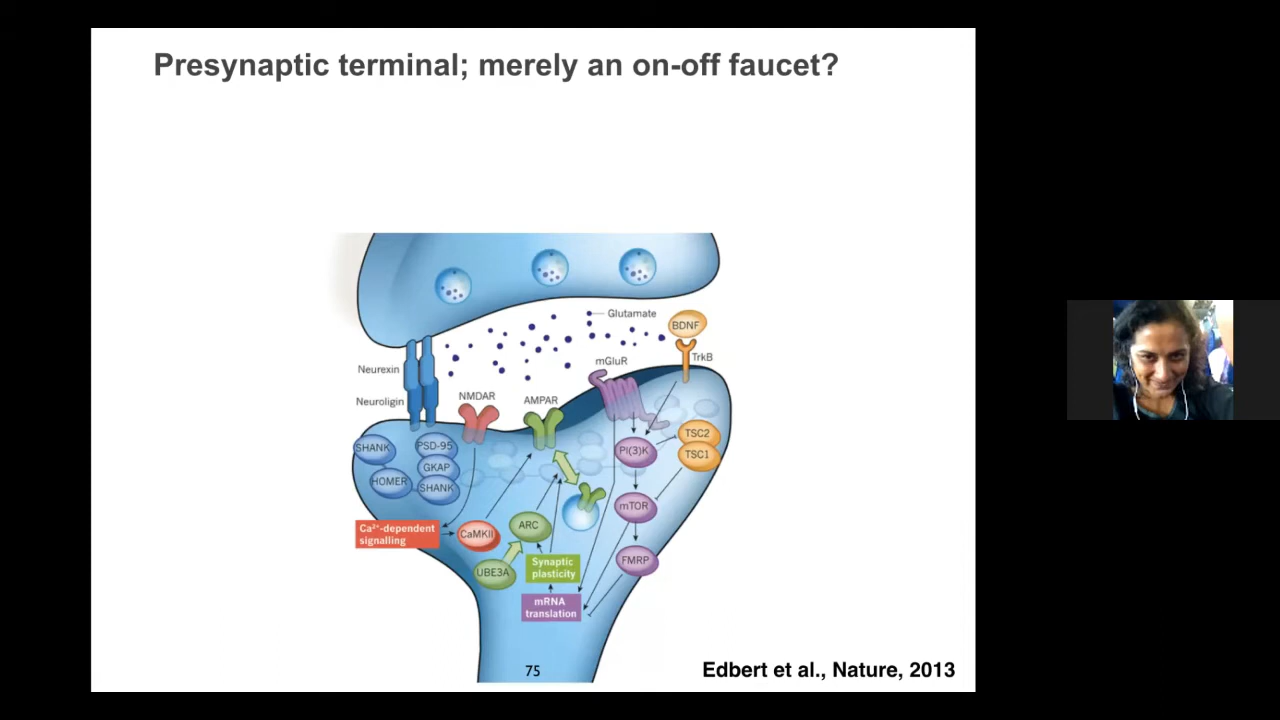 Presynaptic terminal; merely an on-off faucet?
Glutamate
BDNF
TrkB
mGluR
Neurexin
Neuroligin
NMDAR
AMPAR
SHANK
PSD-95
GKAP
HOMER
SHANK
PI(3)K
TSC2
TSC1
mTOR
Ca²⁺-dependent
signalling
CaMKII
ARC
UBE3A
Synaptic
plasticity
FMRP
mRNA
translation
75
Edbert et al., Nature, 2013